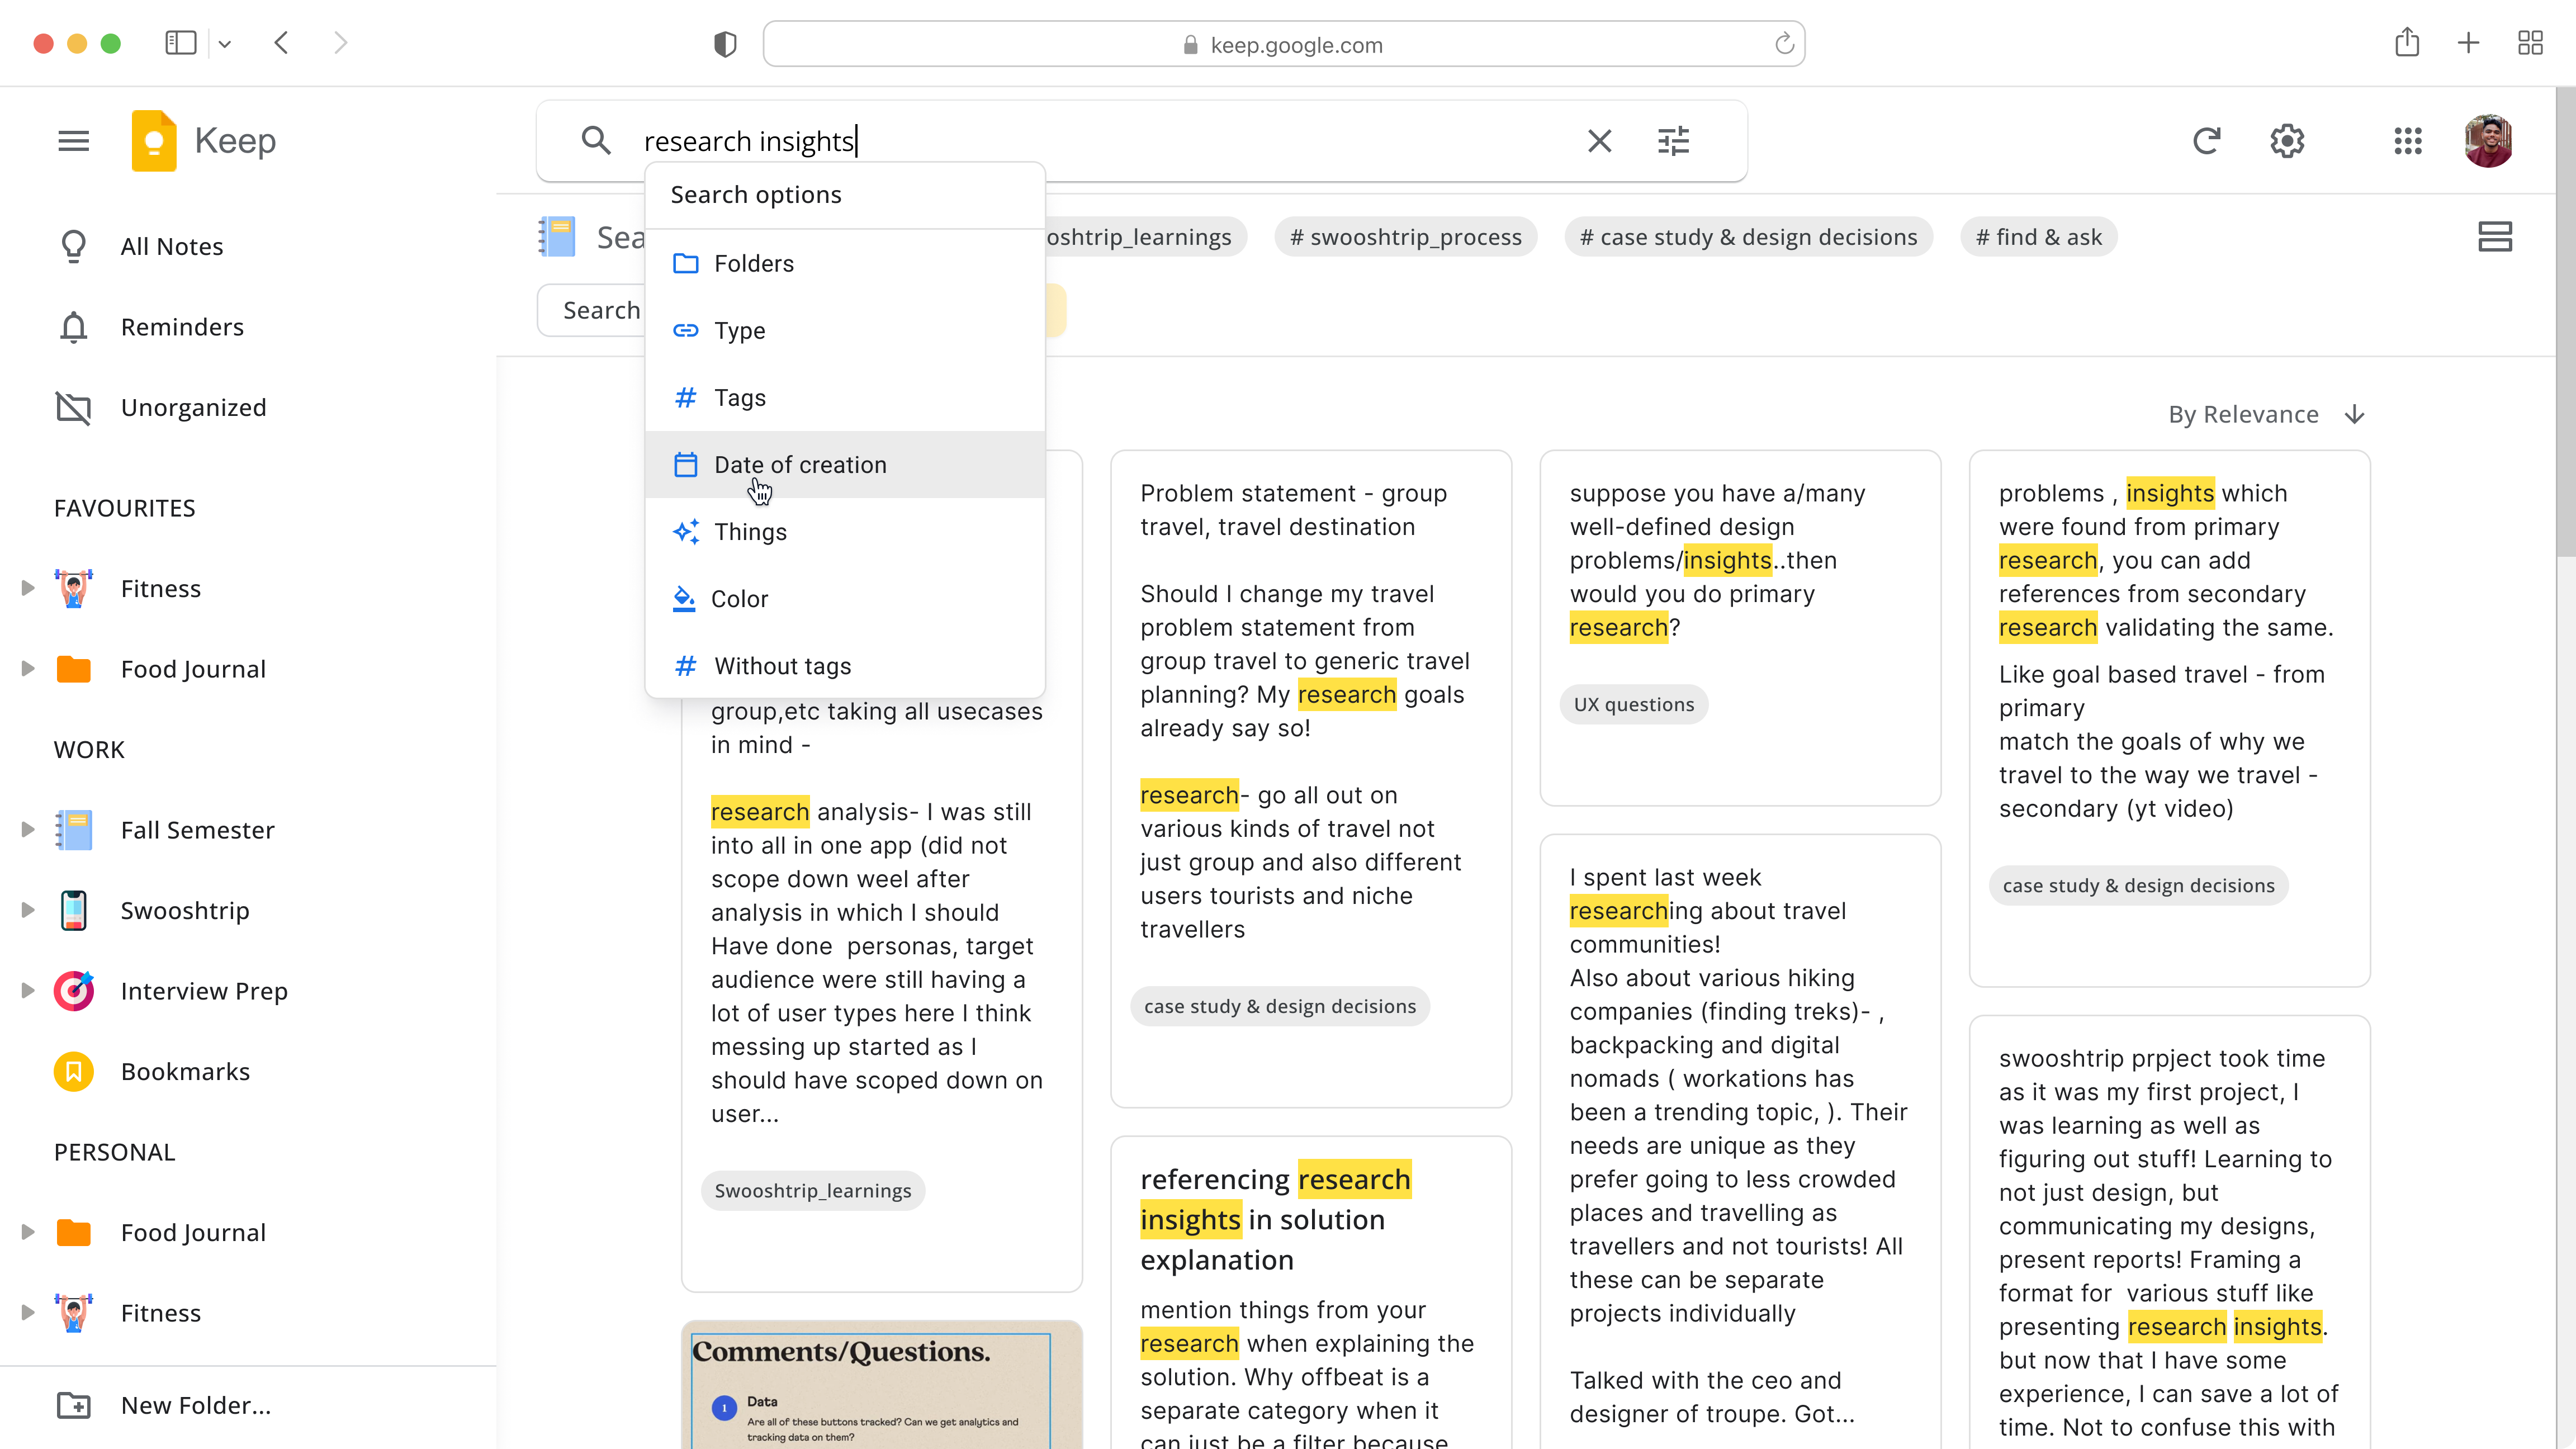 keep.google.com
Keep
research insights
Search options
Folders
Type
Tags
Date of creation
Things
Color
Without tags
All Notes
Reminders
Unorganized
FAVOURITES
Fitness
Food Journal
WORK
Fall Semester
Swooshtrip
Interview Prep
Bookmarks
PERSONAL
Food Journal
Fitness
New Folder...
Sea
oshtrip_learnings
# swooshtrip_process
# case study & design decisions
# find & ask
Search
By Relevance
group,etc taking all usecases
in mind -
research analysis- I was still
into all in one app (did not
scope down weel after
analysis in which I should
Have done  personas, target
audience were still having a
lot of user types here I think
messing up started as I
should have scoped down on
user...
Swooshtrip_learnings
Comments/Questions.
1
Data
Are all of these buttons tracked? Can we get analytics and
tracking data on them?
Problem statement - group
travel, travel destination
Should I change my travel
problem statement from
group travel to generic travel
planning? My research goals
already say so!
research- go all out on
various kinds of travel not
just group and also different
users tourists and niche
travellers
case study & design decisions
referencing research
insights in solution
explanation
mention things from your
research when explaining the
solution. Why offbeat is a
separate category when it
can just be a filter because
suppose you have a/many
well-defined design
problems/insights..then
would you do primary
research?
UX questions
I spent last week
researching about travel
communities!
Also about various hiking
companies (finding treks)- ,
backpacking and digital
nomads ( workations has
been a trending topic, ). Their
needs are unique as they
prefer going to less crowded
places and travelling as
travellers and not tourists! All
these can be separate
projects individually
Talked with the ceo and
designer of troupe. Got...
problems , insights which
were found from primary
research, you can add
references from secondary
research validating the same.
Like goal based travel - from
primary
match the goals of why we
travel to the way we travel -
secondary (yt video)
case study & design decisions
swooshtrip prpject took time
as it was my first project, I
was learning as well as
figuring out stuff! Learning to
not just design, but
communicating my designs,
present reports! Framing a
format for  various stuff like
presenting research insights.
but now that I have some
experience, I can save a lot of
time. Not to confuse this with